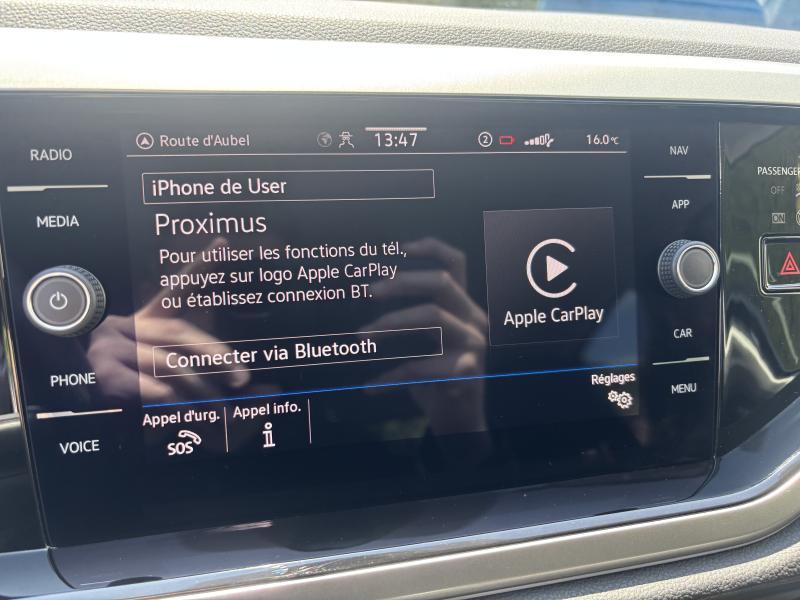 RADIO
MEDIA
PHONE
VOICE
Route d'Aubel
13:47
2
16.0°C
iPhone de User
Proximus
Pour utiliser les fonctions du tél.,
appuyez sur logo Apple CarPlay
ou établissez connexion BT.
Apple CarPlay
Connecter via Bluetooth
Appel d'urg.
SOS
Appel info.
i
Réglages
NAV
APP
CAR
MENU
PASSENGER
OFF
ON